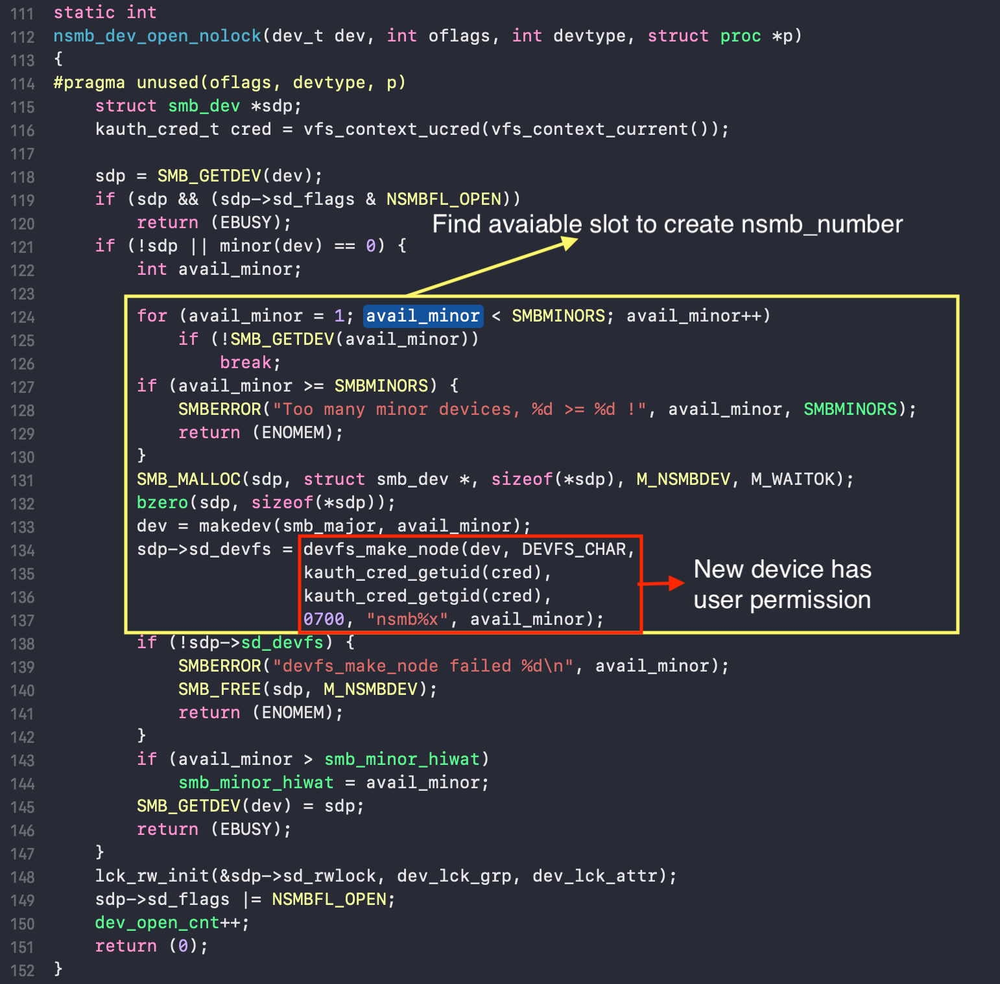 111 static int
112 nsmb_dev_open_nolock(dev_t dev, int oflags, int devtype, struct proc *p)
113 {
114 #pragma unused(oflags, devtype, p)
115     struct smb_dev *sdp;
116     kauth_cred_t cred = vfs_context_ucred(vfs_context_current());
117
118     sdp = SMB_GETDEV(dev);
119     if (sdp && (sdp->sd_flags & NSMBFL_OPEN))
120         return (EBUSY);
Find avaiable slot to create nsmb_number
121     if (!sdp || minor(dev) == 0) {
122         int avail_minor;
123
124         for (avail_minor = 1; avail_minor < SMBMINORS; avail_minor++)
125             if (!SMB_GETDEV(avail_minor))
126                 break;
127         if (avail_minor >= SMBMINORS) {
128             SMBERROR("Too many minor devices, %d >= %d !", avail_minor, SMBMINORS);
129             return (ENOMEM);
130         }
131         SMB_MALLOC(sdp, struct smb_dev *, sizeof(*sdp), M_NSMBDEV, M_WAITOK);
132         bzero(sdp, sizeof(*sdp));
133         dev = makedev(smb_major, avail_minor);
134         sdp->sd_devfs = devfs_make_node(dev, DEVFS_CHAR,
135                         kauth_cred_getuid(cred),
136                         kauth_cred_getgid(cred),
137                         0700, "nsmb%x", avail_minor);
New device has
user permission
138         if (!sdp->sd_devfs) {
139             SMBERROR("devfs_make_node failed %d\n", avail_minor);
140             SMB_FREE(sdp, M_NSMBDEV);
141             return (ENOMEM);
142         }
143         if (avail_minor > smb_minor_hiwat)
144             smb_minor_hiwat = avail_minor;
145         SMB_GETDEV(dev) = sdp;
146         return (EBUSY);
147     }
148     lck_rw_init(&sdp->sd_rwlock, dev_lck_grp, dev_lck_attr);
149     sdp->sd_flags |= NSMBFL_OPEN;
150     dev_open_cnt++;
151     return (0);
152 }